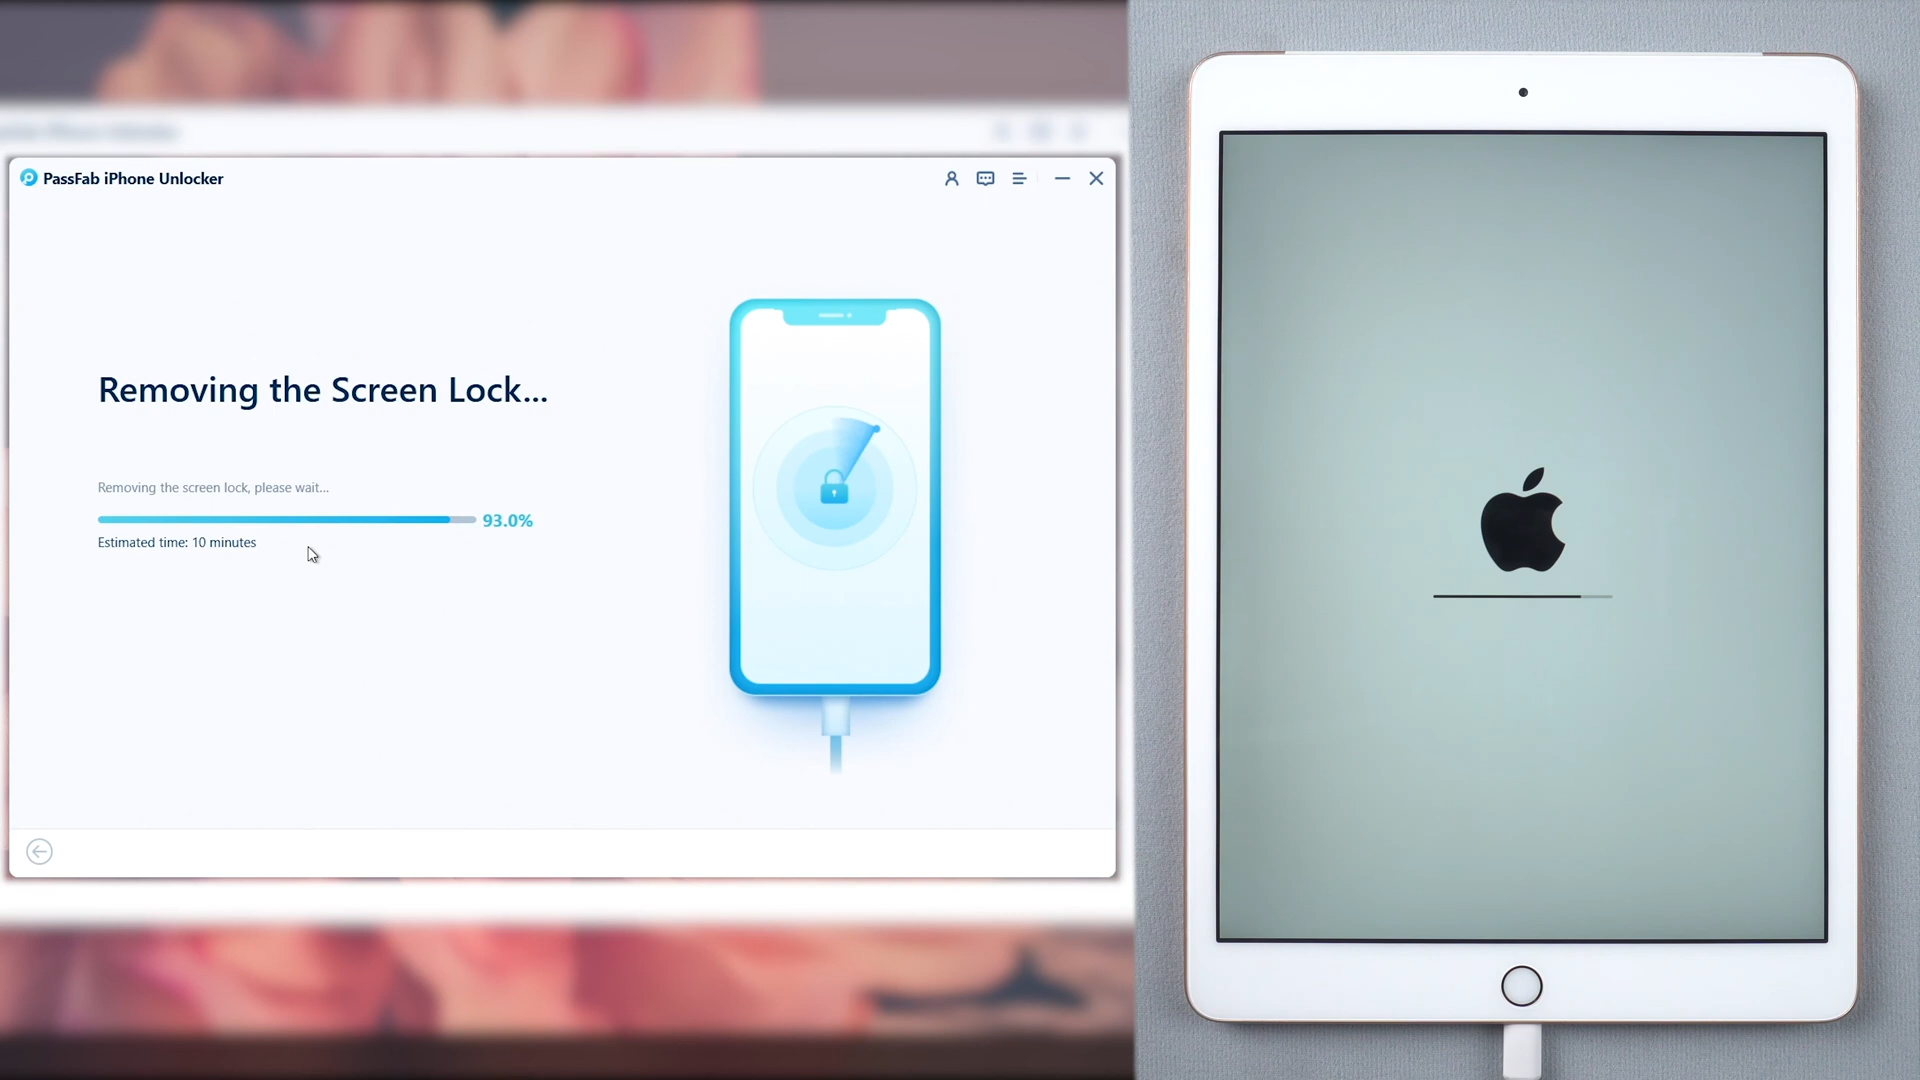 PassFab iPhone Unlocker
Removing the Screen Lock...
Removing the screen lock, please wait...
93.0%
Estimated time: 10 minutes